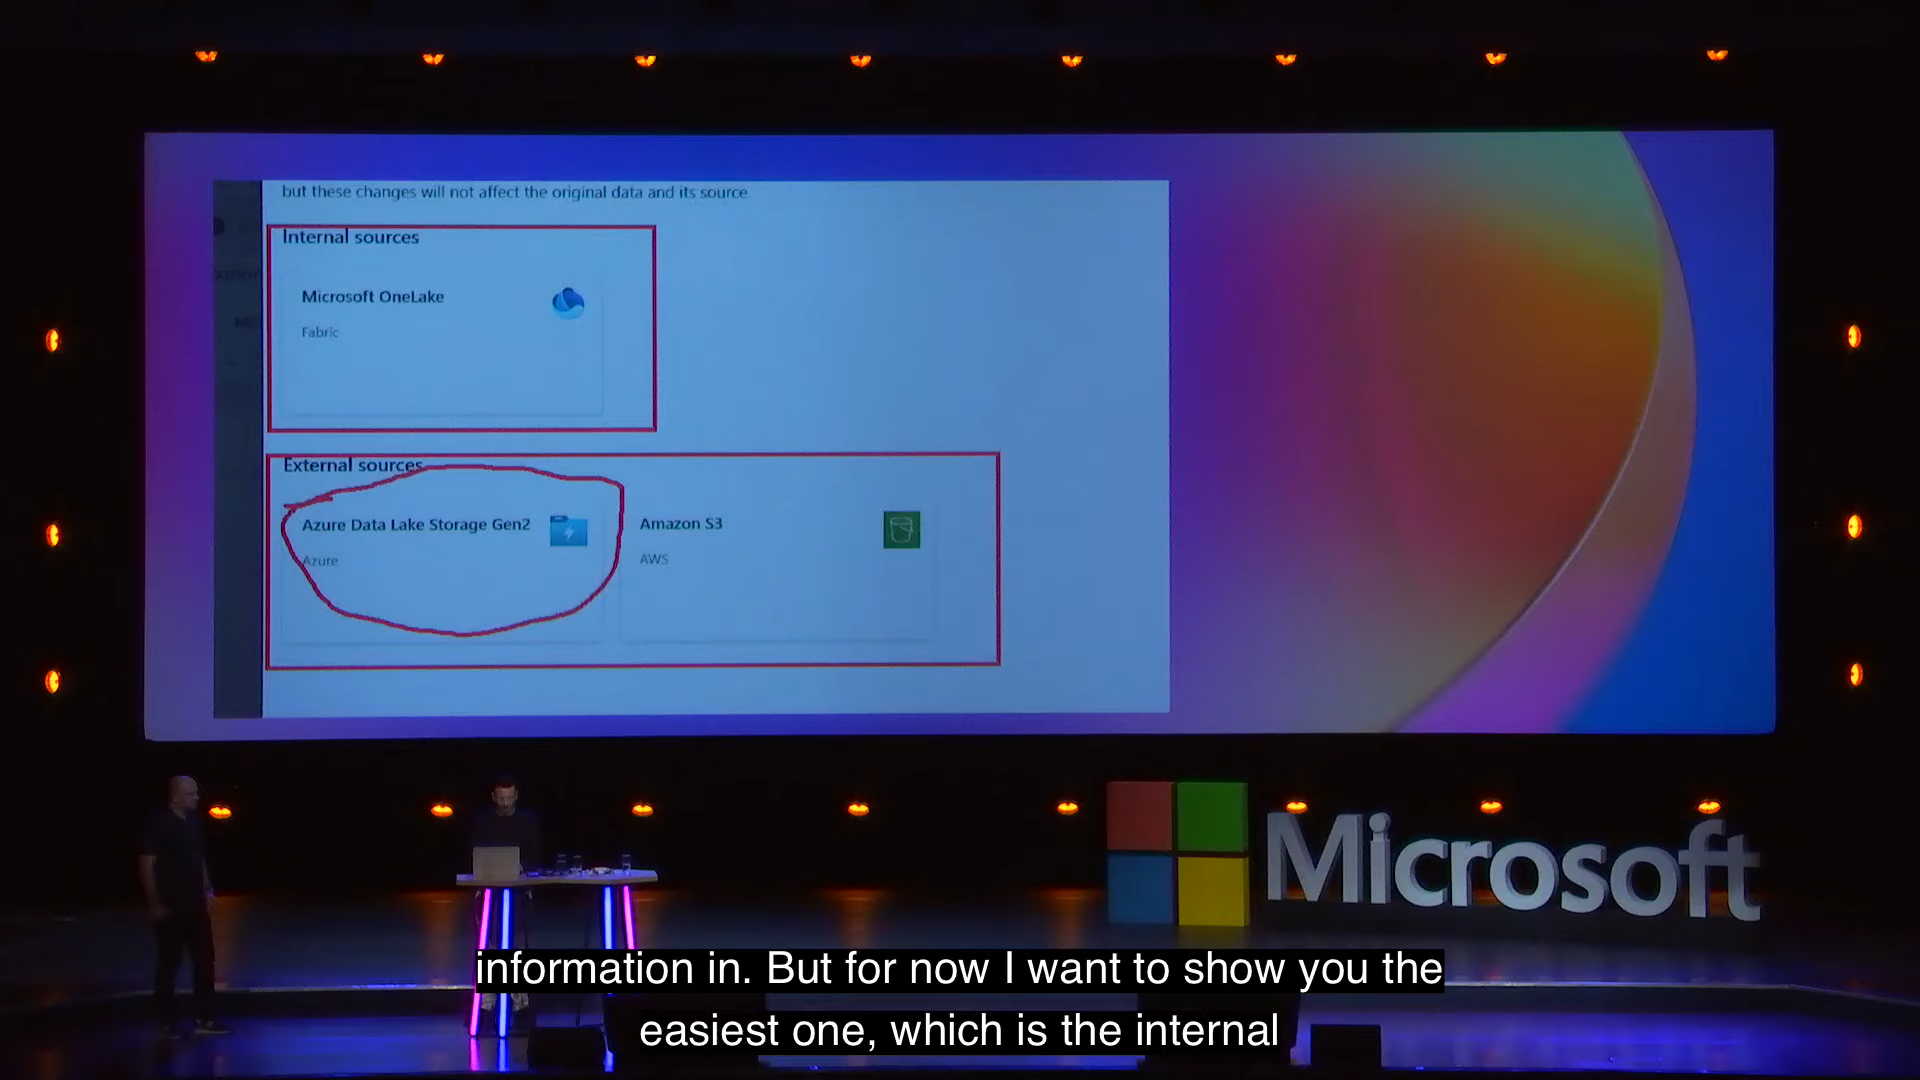 but these changes will not affect the original data and its source.
Internal sources
Microsoft OneLake
Fabric
External sources
Azure Data Lake Storage Gen2
Azure
Amazon S3
AWS
Microsoft
information in. But for now I want to show you the
easiest one, which is the internal